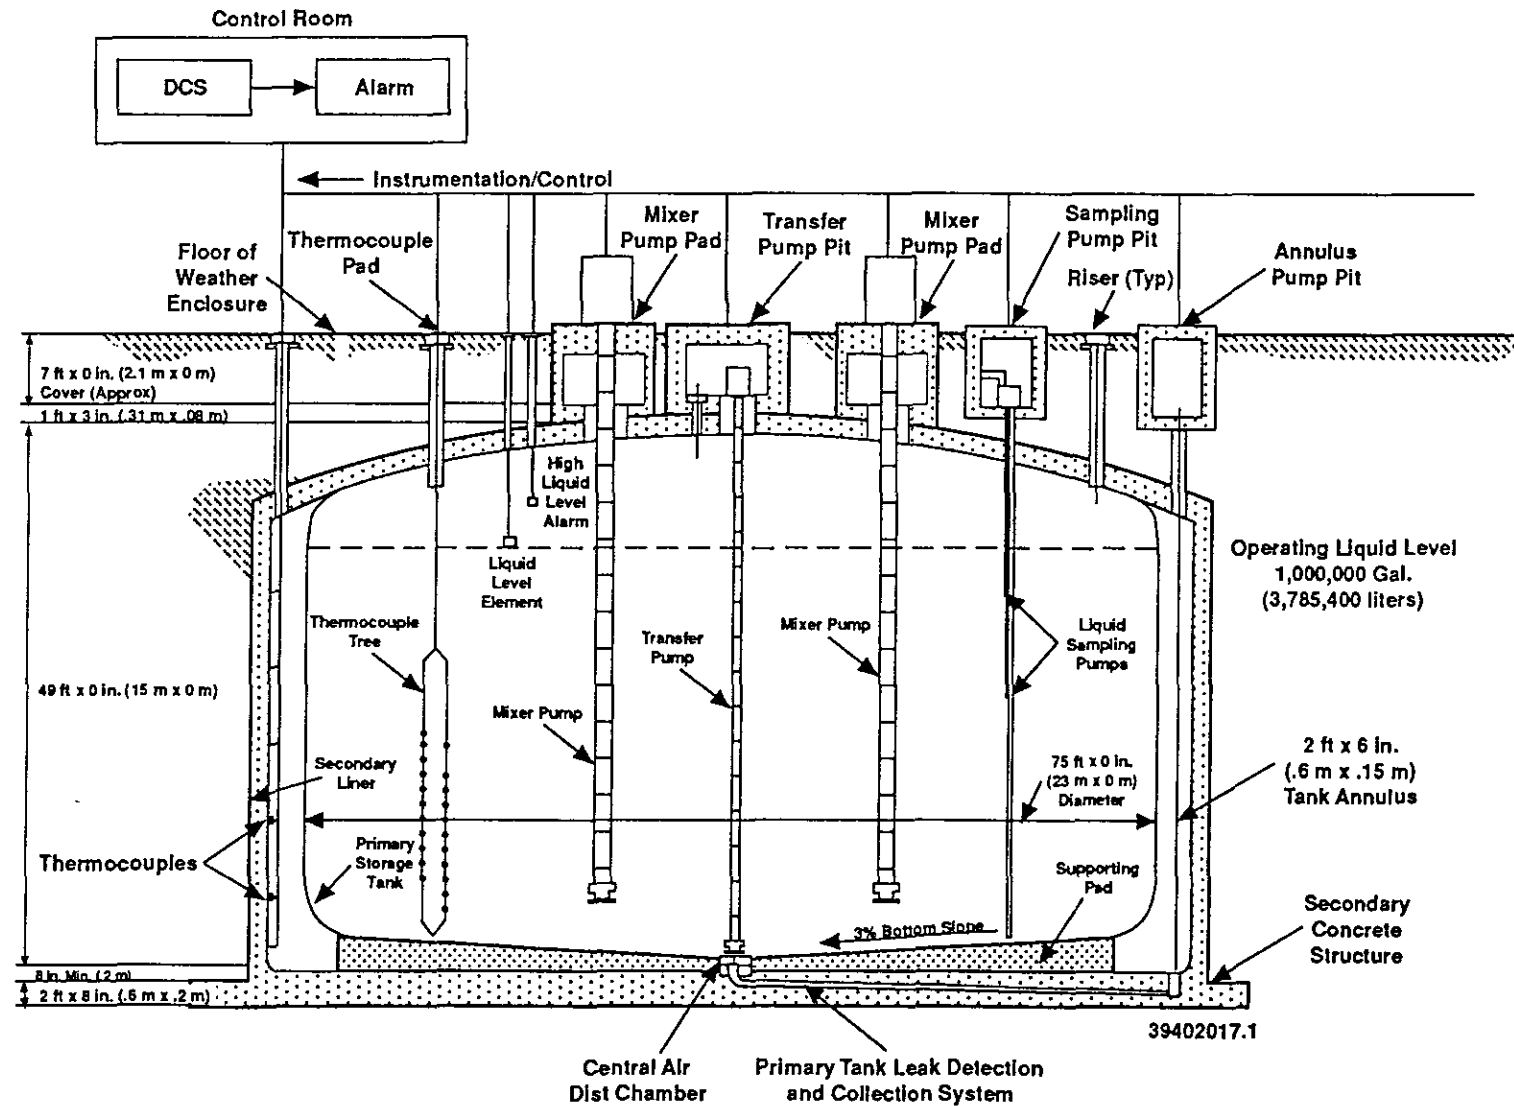 Control Room
DCS
Alarm
Instrumentation/Control
Floor of
Weather
Enclosure
Thermocouple
Pad
Mixer
Pump Pad
Transfer
Pump Pit
Mixer
Pump Pad
Sampling
Pump Pit
Riser (Typ)
Annulus
Pump Pit
7 ft x 0 in. (2.1 m x 0 m)
Cover (Approx)
1 ft x 3 in. (.31 m x .08 m)
High
Liquid
Level
Alarm
Liquid
Level
Element
Operating Liquid Level
1,000,000 Gal.
(3,785,400 liters)
Thermocouple
Tree
Transfer
Pump
Mixer Pump
Liquid
Sampling
Pumps
49 ft x 0 in. (15 m x 0 m)
Mixer Pump
Secondary
Liner
75 ft x 0 in.
(23 m x 0 m)
Diameter
2 ft x 6 in.
(.6 m x .15 m)
Tank Annulus
Thermocouples
Primary
Storage
Tank
Supporting
Pad
3% Bottom Slope
Secondary
Concrete
Structure
8 in. Min. (.2 m)
2 ft x 8 in. (.6 m x .2 m)
39402017.1
Central Air
Dist Chamber
Primary Tank Leak Detection
and Collection System